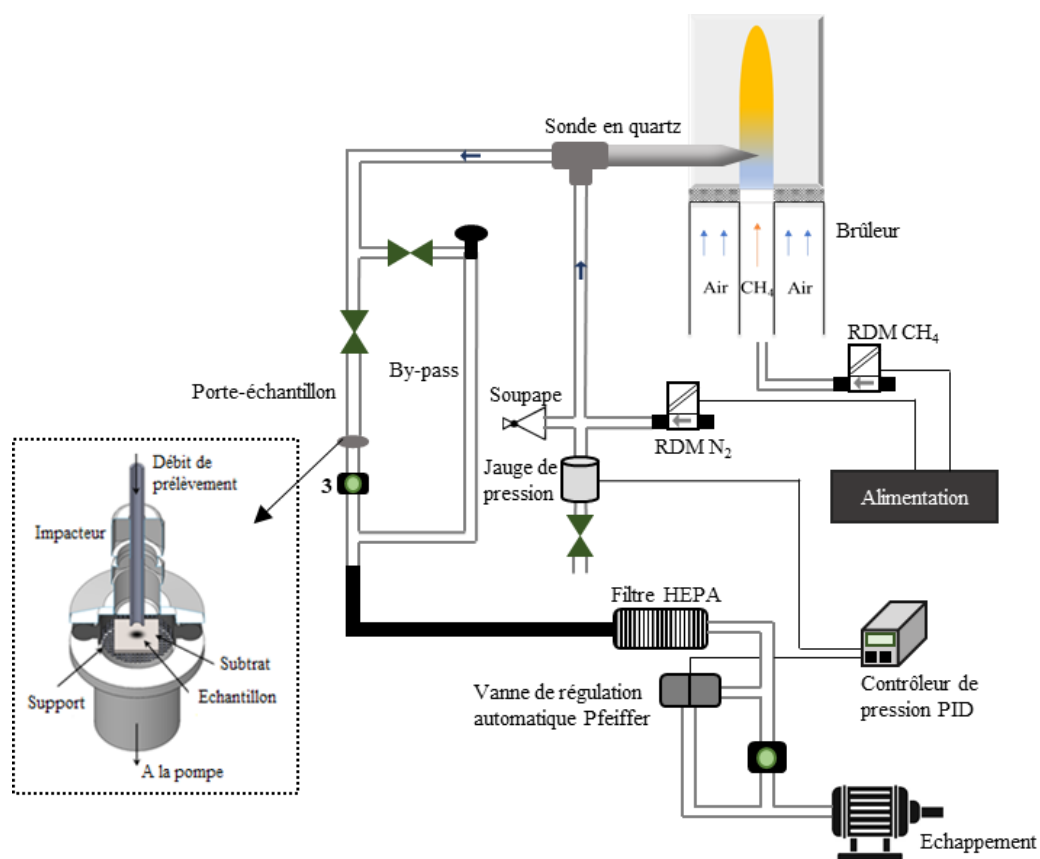 Sonde en quartz
Brûleur
Air
CH₄
Air
RDM CH₄
By-pass
Porte-échantillon
Soupape
RDM N₂
Jauge de
pression
Alimentation
3
Débit de
prélèvement
Impacteur
Subtrat
Support
Echantillon
A la pompe
Filtre HEPA
Vanne de régulation
automatique Pfeiffer
Contrôleur de
pression PID
Echappement